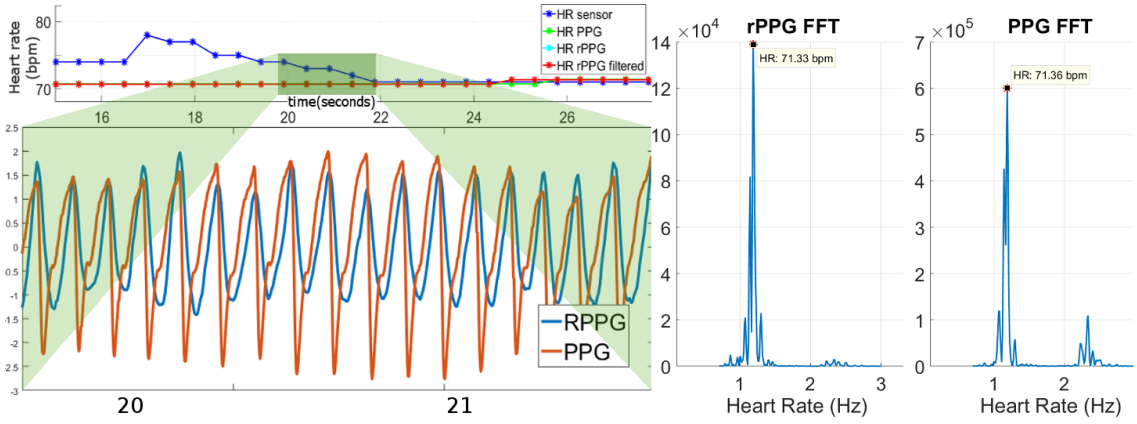 Heart rate
(bpm)
80
70
HR sensor
HR PPG
HR rPPG
HR rPPG filtered
time(seconds)
16 18 20 22 24 26
2.5
2
1.5
1
0.5
0
-0.5
-1
-1.5
-2
-2.5
-3
RPPG
PPG
20 21
rPPG FFT
×10^4
14
12
10
8
6
4
2
0
HR: 71.33 bpm
1 2 3
Heart Rate (Hz)
PPG FFT
×10^5
7
6
5
4
3
2
1
0
HR: 71.36 bpm
1 2
Heart Rate (Hz)